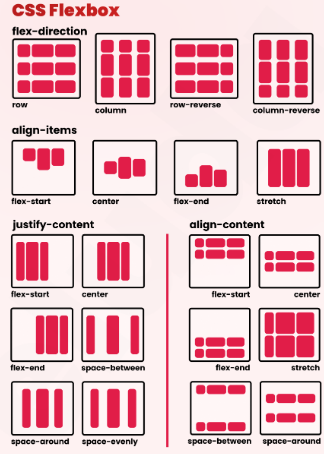 CSS Flexbox
flex-direction
row
column
row-reverse
column-reverse
align-items
flex-start
center
flex-end
stretch
justify-content
flex-start
center
flex-end
space-between
space-around
space-evenly
align-content
flex-start
center
flex-end
stretch
space-between
space-around